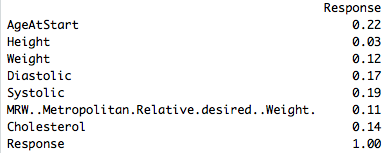 Response
AgeAtStart 0.22
Height 0.03
Weight 0.12
Diastolic 0.17
Systolic 0.19
MRW..Metropolitan.Relative.desired..Weight. 0.11
Cholesterol 0.14
Response 1.00